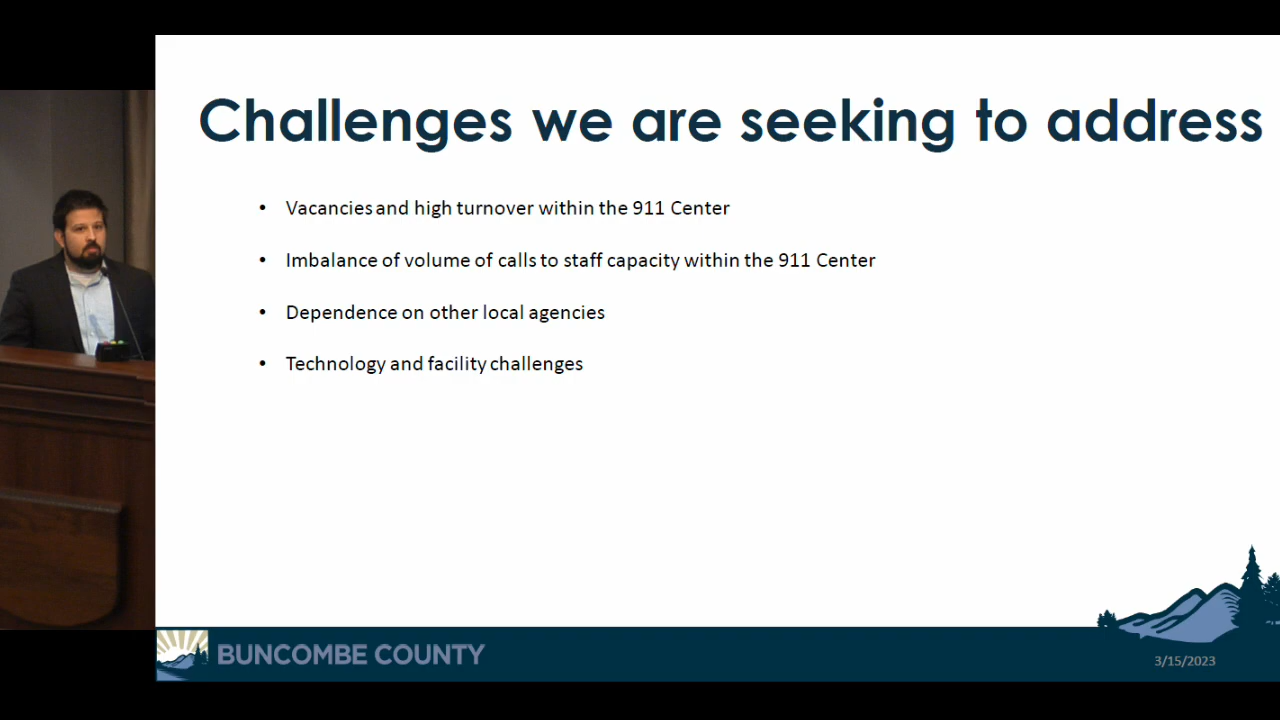 Challenges we are seeking to address
• Vacancies and high turnover within the 911 Center
• Imbalance of volume of calls to staff capacity within the 911 Center
• Dependence on other local agencies
• Technology and facility challenges
BUNCOMBE COUNTY
3/15/2023